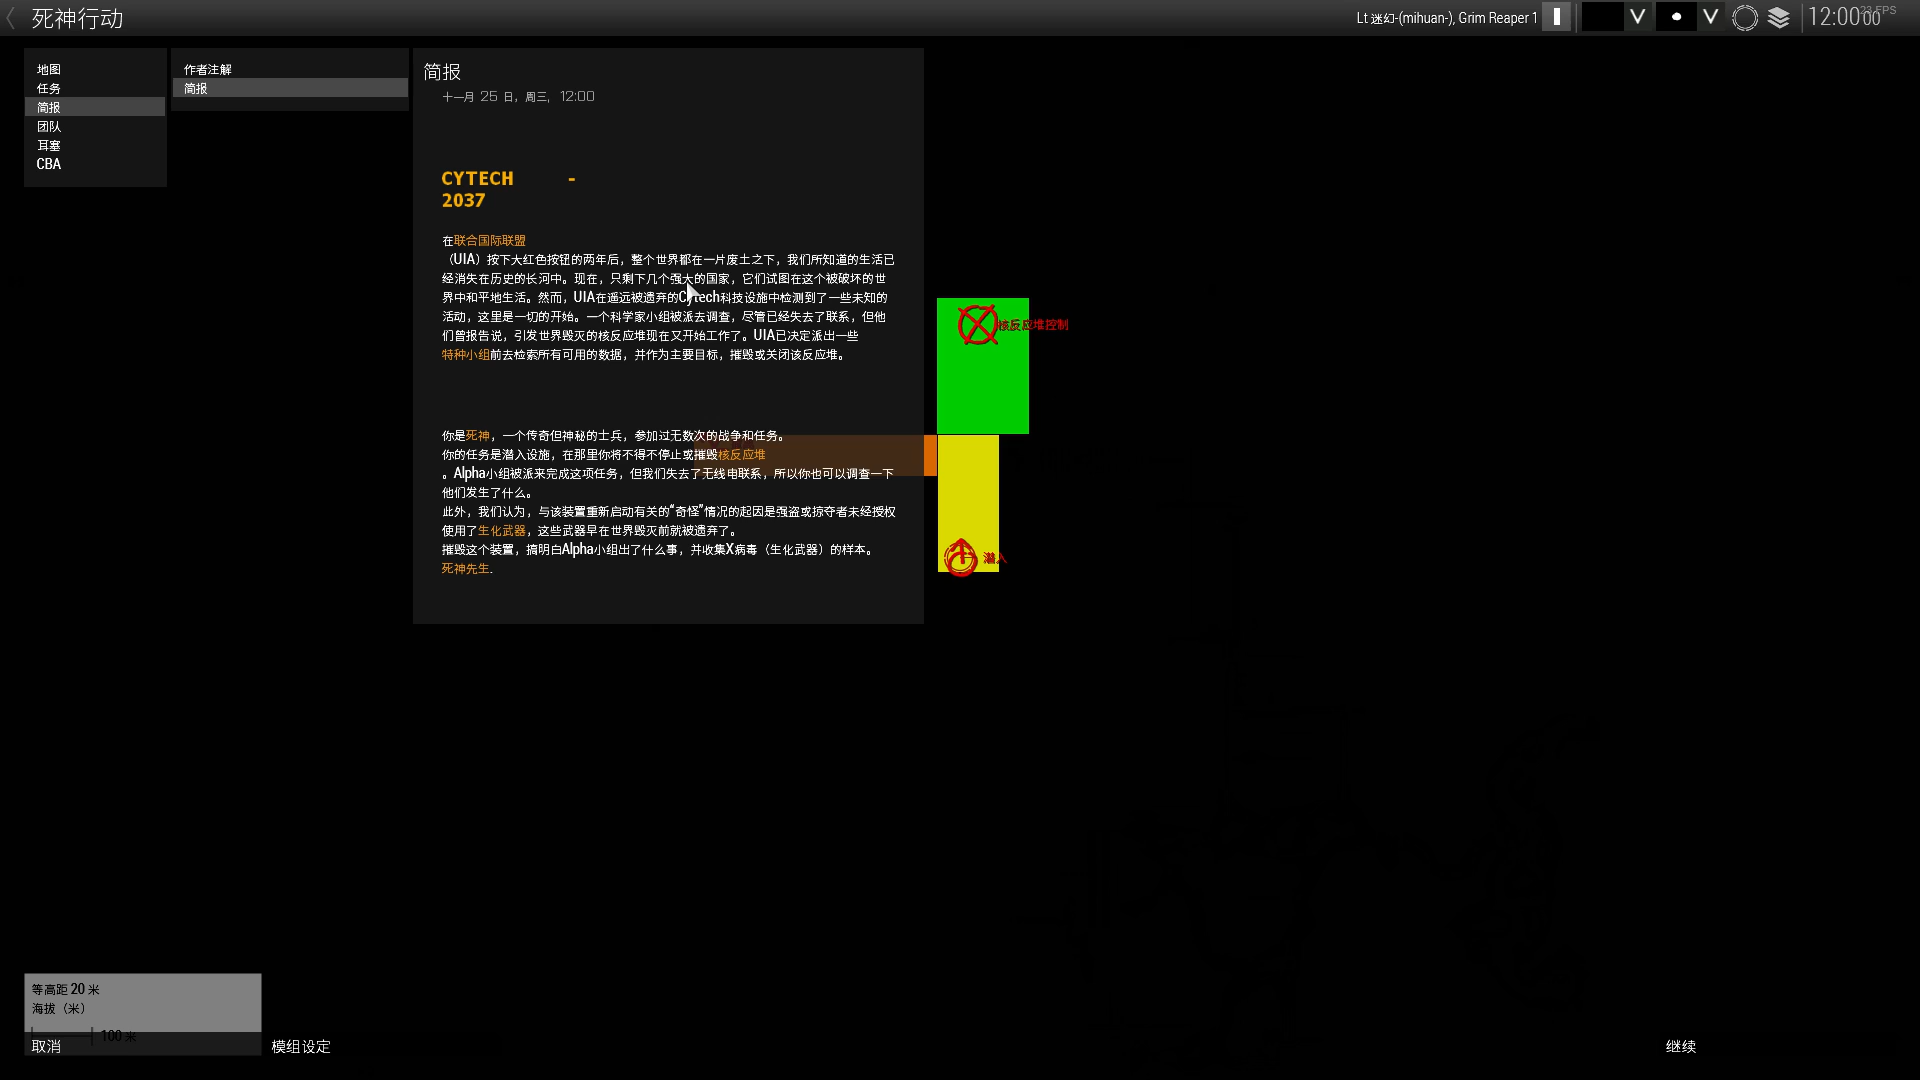 死神行动
Lt 迷幻-(mihuan-), Grim Reaper 1
12:00:00
23 FPS
地图
任务
简报
团队
耳塞
CBA
作者注解
简报
简报
十一月 25 日，周三， 12:00
CYTECH -
2037
在联合国际联盟
（UIA）按下大红色按钮的两年后，整个世界都在一片废土之下，我们所知道的生活已
经消失在历史的长河中。现在，只剩下几个强大的国家，它们试图在这个被破坏的世
界中和平地生活。然而，UIA在遥远被遗弃的Cytech科技设施中检测到了一些未知的
活动，这里是一切的开始。一个科学家小组被派去调查，尽管已经失去了联系，但他
们曾报告说，引发世界毁灭的核反应堆现在又开始工作了。UIA已决定派出一些
特种小组前去检索所有可用的数据，并作为主要目标，摧毁或关闭该反应堆。
你是死神，一个传奇但神秘的士兵，参加过无数次的战争和任务。
你的任务是潜入设施，在那里你将不得不停止或摧毁核反应堆
。Alpha小组被派来完成这项任务，但我们失去了无线电联系，所以你也可以调查一下
他们发生了什么。
此外，我们认为，与该装置重新启动有关的“奇怪”情况的起因是强盗或掠夺者未经授权
使用了生化武器，这些武器早在世界毁灭前就被遗弃了。
摧毁这个装置，搞明白Alpha小组出了什么事，并收集X病毒（生化武器）的样本。
死神先生.
核反应堆控制
潜入
等高距 20 米
海拔（米）
100 米
取消
模组设定
继续